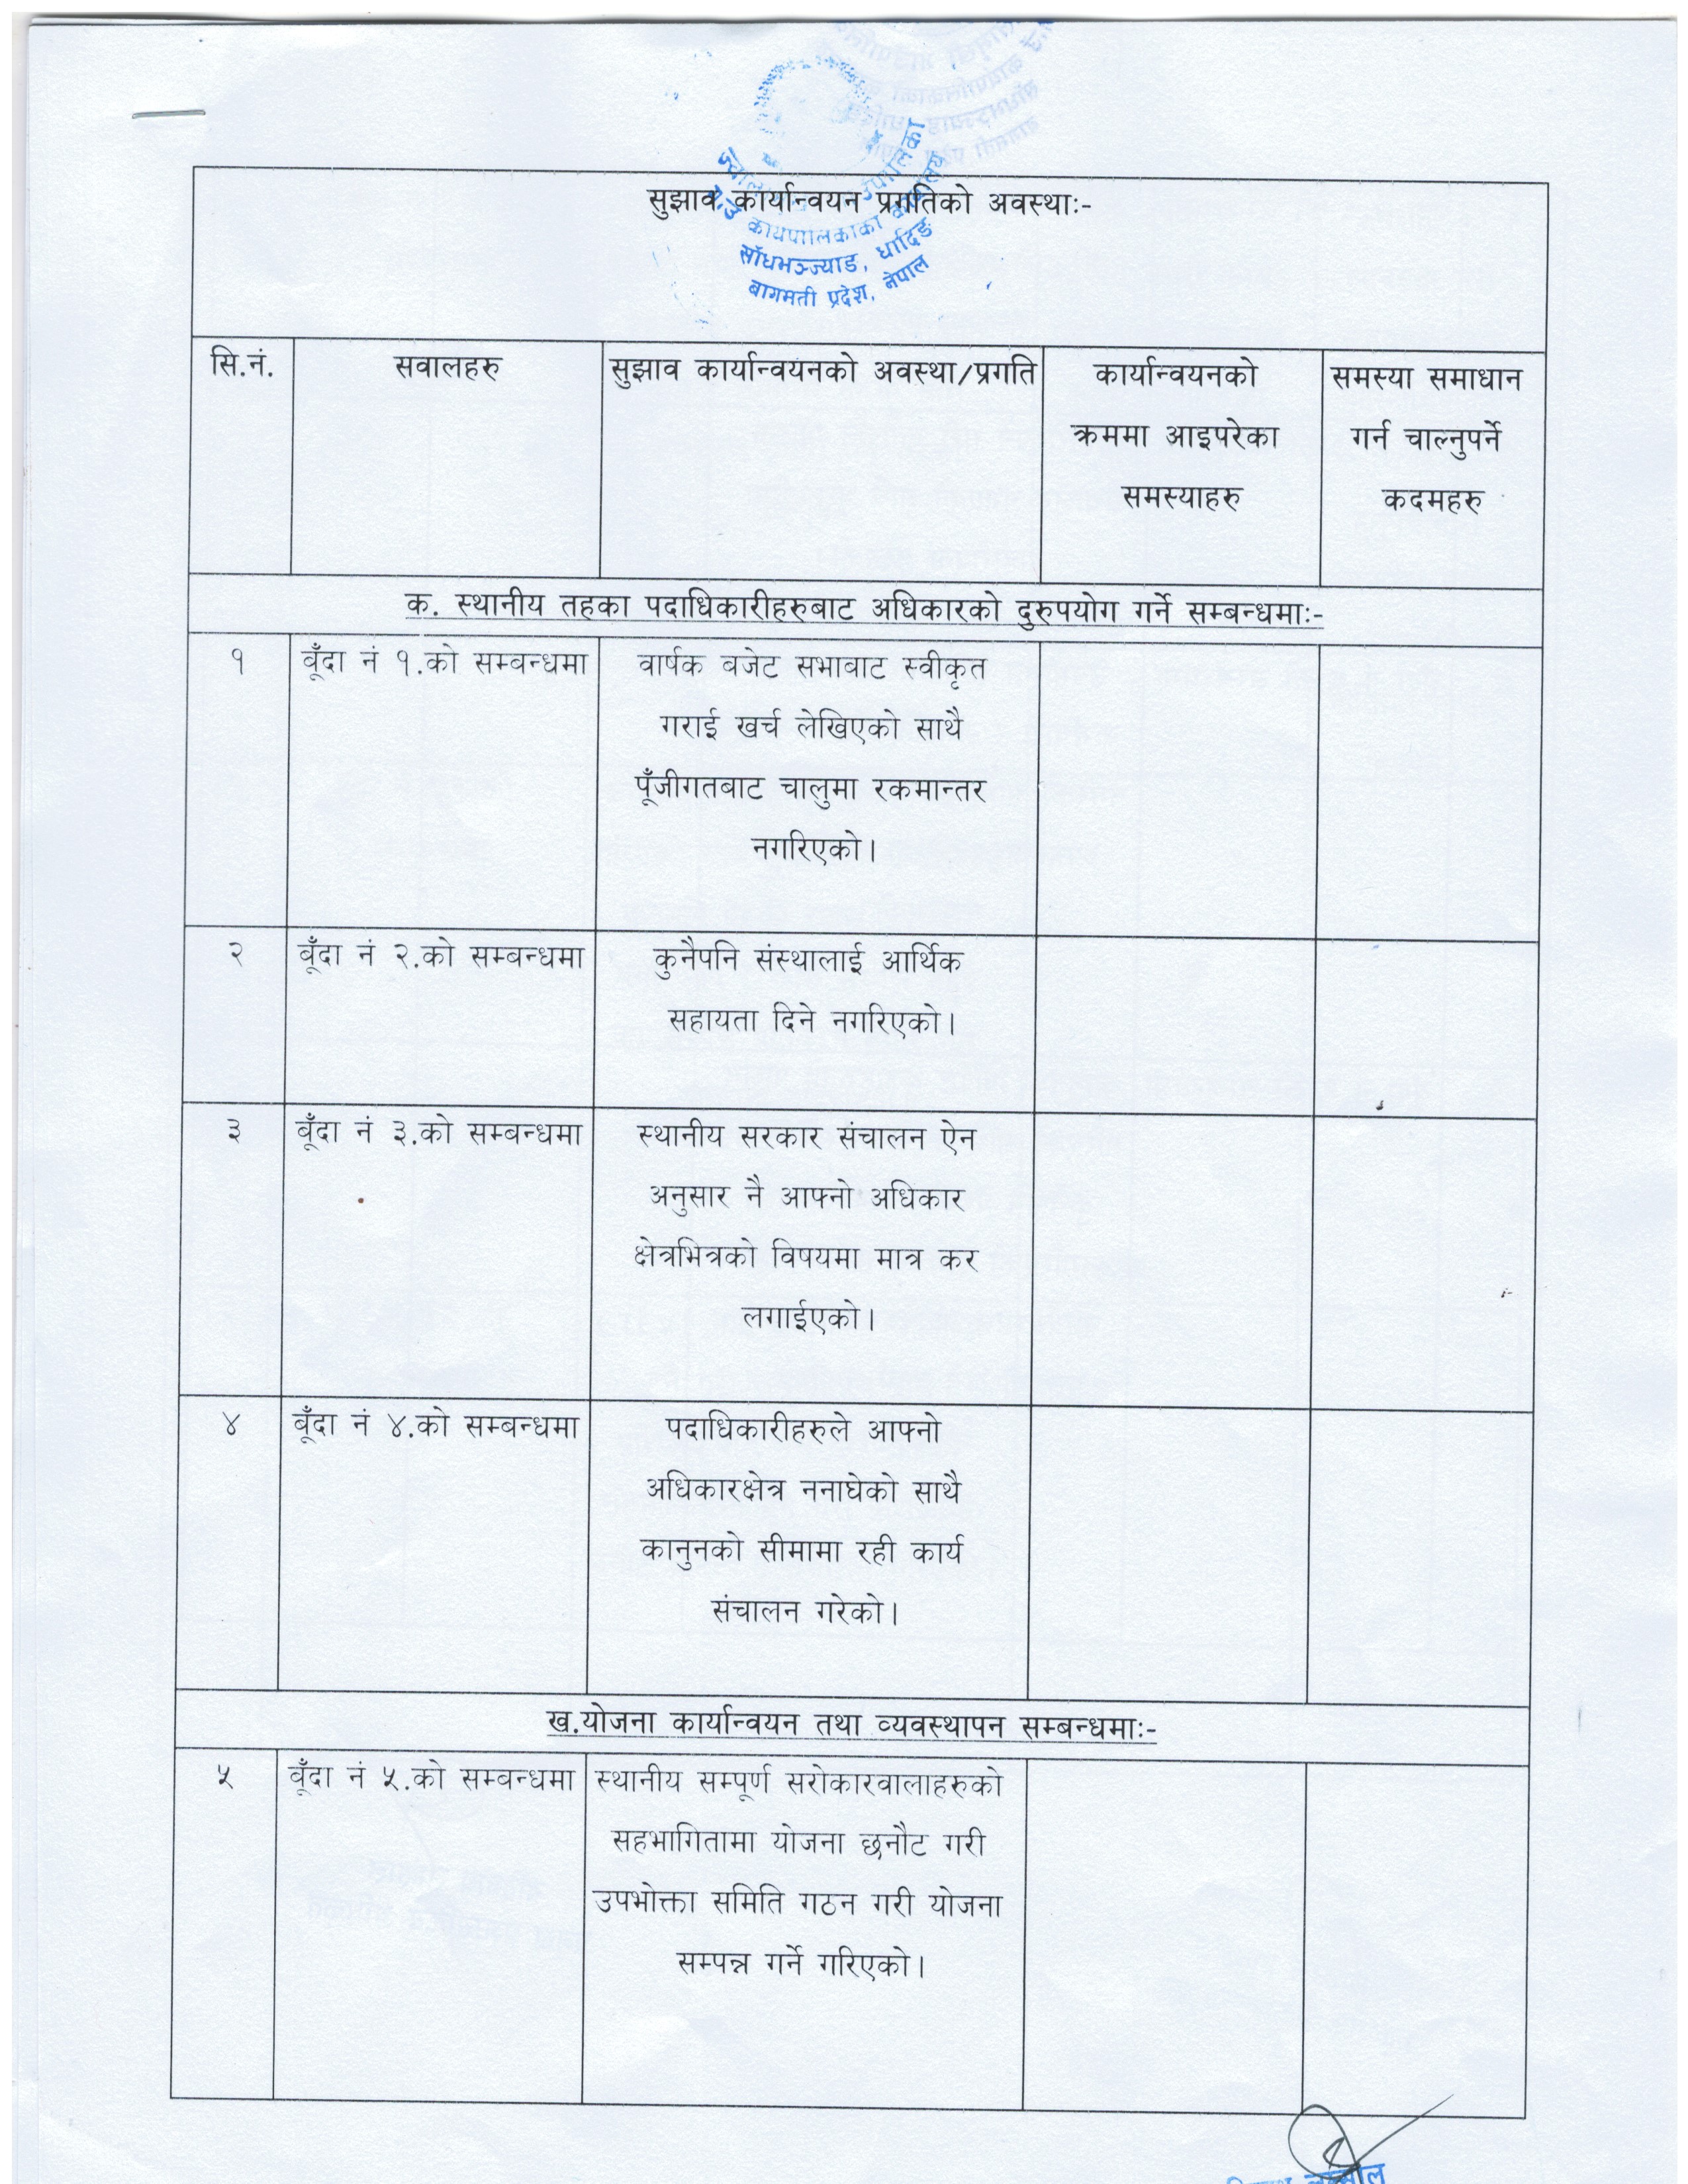 सुझाव कार्यान्वयन प्रगतिको अवस्थाः-
साँधभञ्ज्याङ, धादिङ
बागमती प्रदेश, नेपाल
सि.नं.
सवालहरु
सुझाव कार्यान्वयनको अवस्था/प्रगति
कार्यान्वयनको
क्रममा आइपरेका
समस्याहरु
समस्या समाधान
गर्न चाल्नुपर्ने
कदमहरु
क. स्थानीय तहका पदाधिकारीहरुबाट अधिकारको दुरुपयोग गर्ने सम्बन्धमाः-
१
बूँदा नं १.को सम्बन्धमा
वार्षक बजेट सभाबाट स्वीकृत
गराई खर्च लेखिएको साथै
पूँजीगतबाट चालुमा रकमान्तर
नगरिएको।
२
बूँदा नं २.को सम्बन्धमा
कुनैपनि संस्थालाई आर्थिक
सहायता दिने नगरिएको।
३
बूँदा नं ३.को सम्बन्धमा
स्थानीय सरकार संचालन ऐन
अनुसार नै आफ्नो अधिकार
क्षेत्रभित्रको विषयमा मात्र कर
लगाईएको।
४
बूँदा नं ४.को सम्बन्धमा
पदाधिकारीहरुले आफ्नो
अधिकारक्षेत्र ननाघेको साथै
कानुनको सीमामा रही कार्य
संचालन गरेको।
ख.योजना कार्यान्वयन तथा व्यवस्थापन सम्बन्धमाः-
५
बूँदा नं ५.को सम्बन्धमा
स्थानीय सम्पूर्ण सरोकारवालाहरुको
सहभागितामा योजना छनौट गरी
उपभोक्ता समिति गठन गरी योजना
सम्पन्न गर्ने गरिएको।